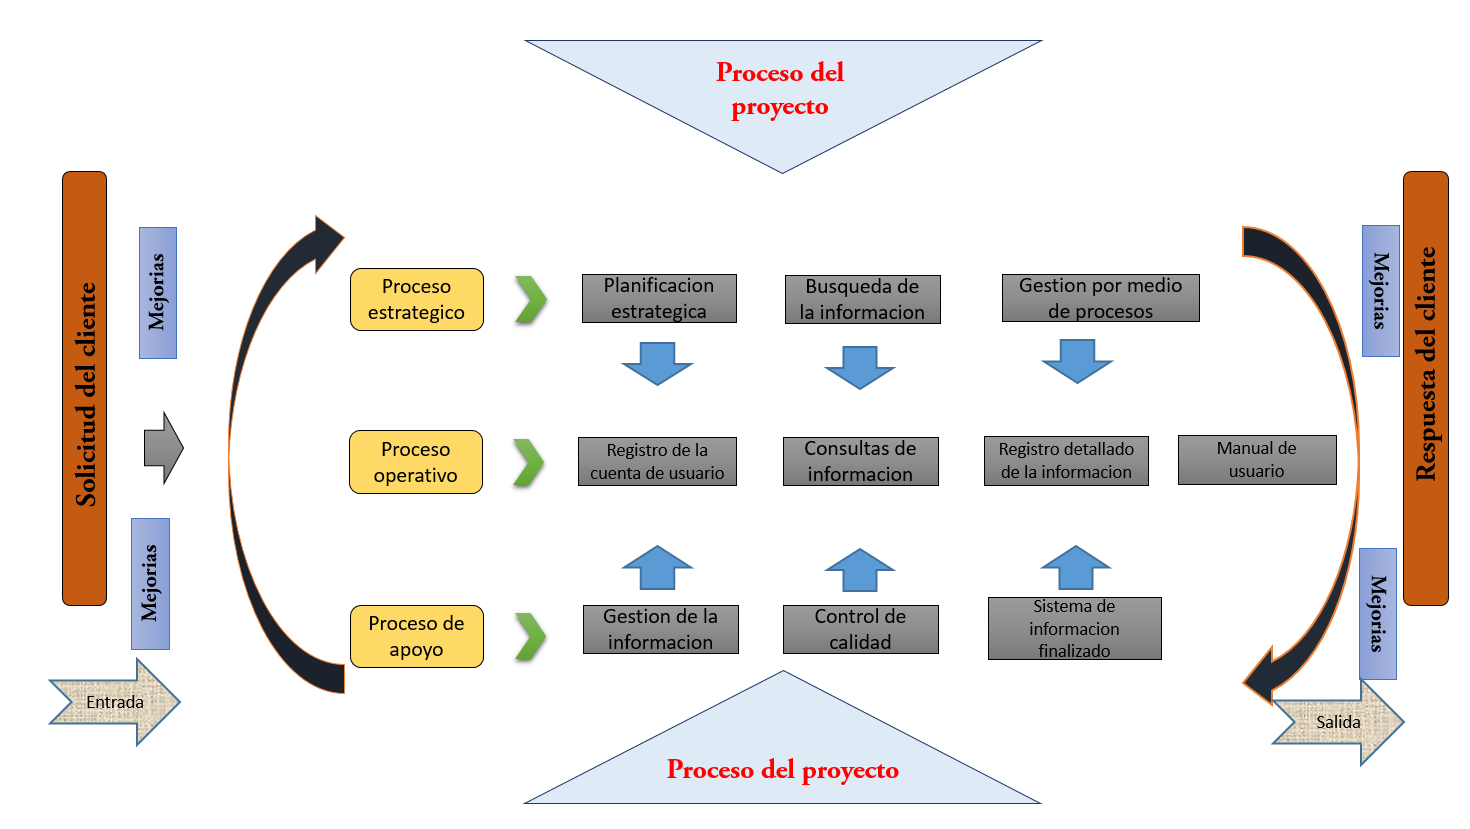 Proceso del
proyecto
Solicitud del cliente
Mejorias
Mejorias
Entrada
Proceso
estrategico
Planificacion
estrategica
Busqueda de
la informacion
Gestion por medio
de procesos
Proceso
operativo
Registro de la
cuenta de usuario
Consultas de
informacion
Registro detallado
de la informacion
Manual de
usuario
Proceso de
apoyo
Gestion de la
informacion
Control de
calidad
Sistema de
informacion
finalizado
Mejorias
Mejorias
Respuesta del cliente
Salida
Proceso del proyecto